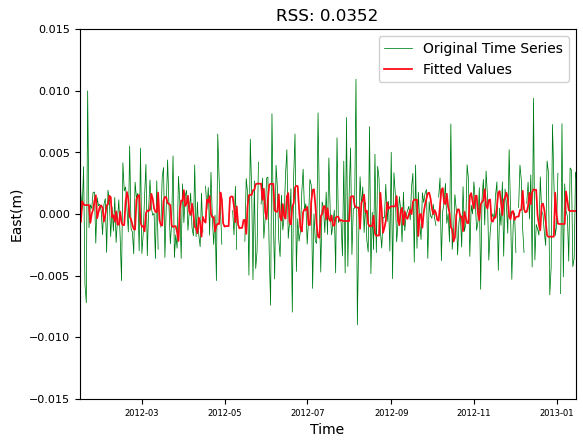 RSS: 0.0352
Original Time Series
Fitted Values
0.015
0.010
0.005
0.000
−0.005
−0.010
−0.015
East(m)
2012-03 2012-05 2012-07 2012-09 2012-11 2013-01
Time